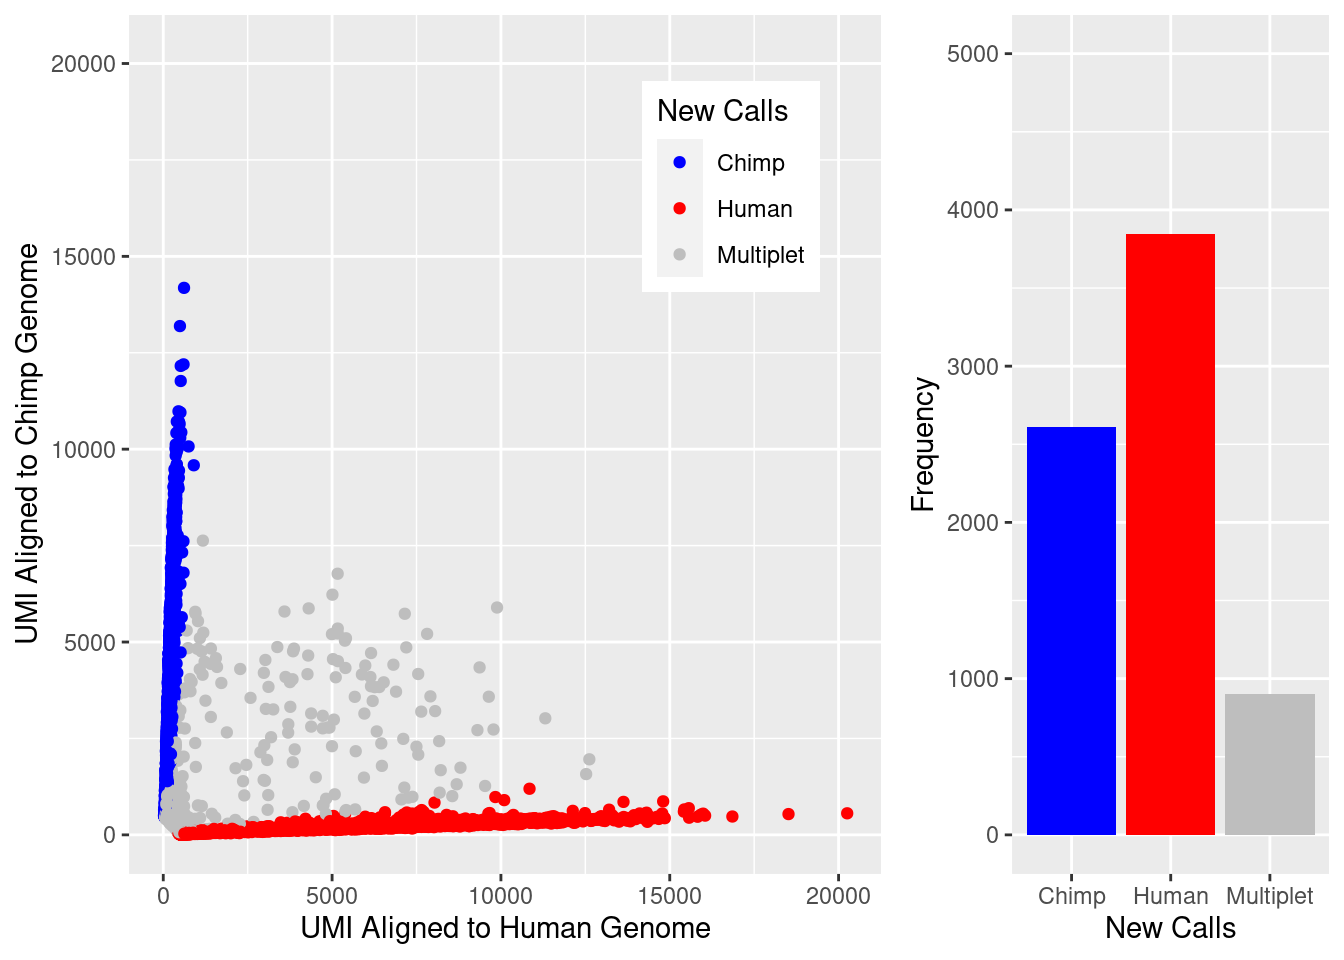 20000
15000
10000
5000
0
UMI Aligned to Chimp Genome
New Calls
Chimp
Human
Multiplet
0 5000 10000 15000 20000
UMI Aligned to Human Genome
5000
4000
3000
2000
1000
0
Frequency
Chimp Human Multiplet
New Calls